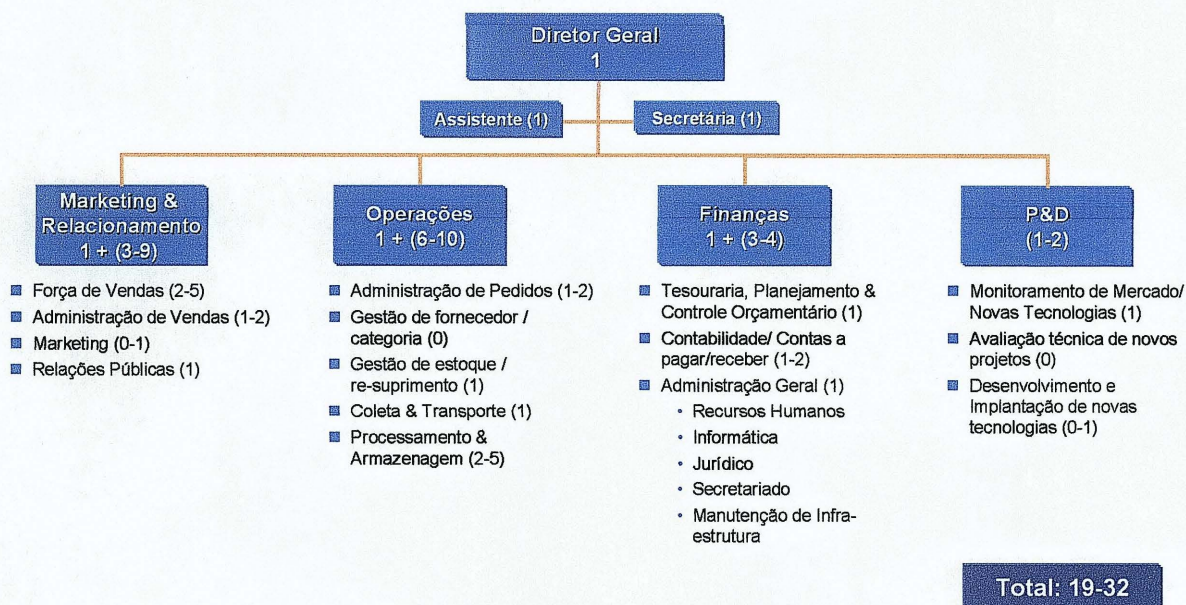 Diretor Geral
1
Assistente (1)
Secretária (1)
Marketing &
Relacionamento
1 + (3-9)
Força de Vendas (2-5)
Administração de Vendas (1-2)
Marketing (0-1)
Relações Públicas (1)
Operações
1 + (6-10)
Administração de Pedidos (1-2)
Gestão de fornecedor /
categoria (0)
Gestão de estoque /
re-suprimento (1)
Coleta & Transporte (1)
Processamento &
Armazenagem (2-5)
Finanças
1 + (3-4)
Tesouraria, Planejamento &
Controle Orçamentário (1)
Contabilidade/ Contas a
pagar/receber (1-2)
Administração Geral (1)
Recursos Humanos
Informática
Jurídico
Secretariado
Manutenção de Infra-
estrutura
P&D
(1-2)
Monitoramento de Mercado/
Novas Tecnologias (1)
Avaliação técnica de novos
projetos (0)
Desenvolvimento e
Implantação de novas
tecnologias (0-1)
Total: 19-32